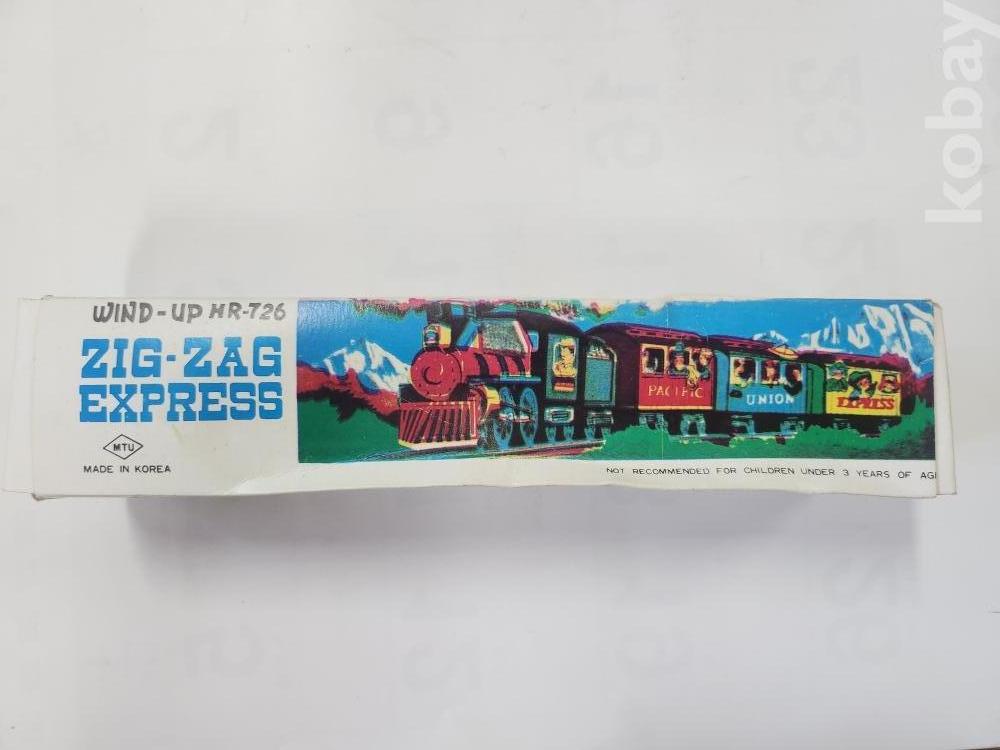 WIND-UP HR-726
ZIG-ZAG
EXPRESS
MTU
MADE IN KOREA
PACIFIC
UNION
EXPRESS
NOT RECOMMENDED FOR CHILDREN UNDER 3 YEARS OF AGE
kobay